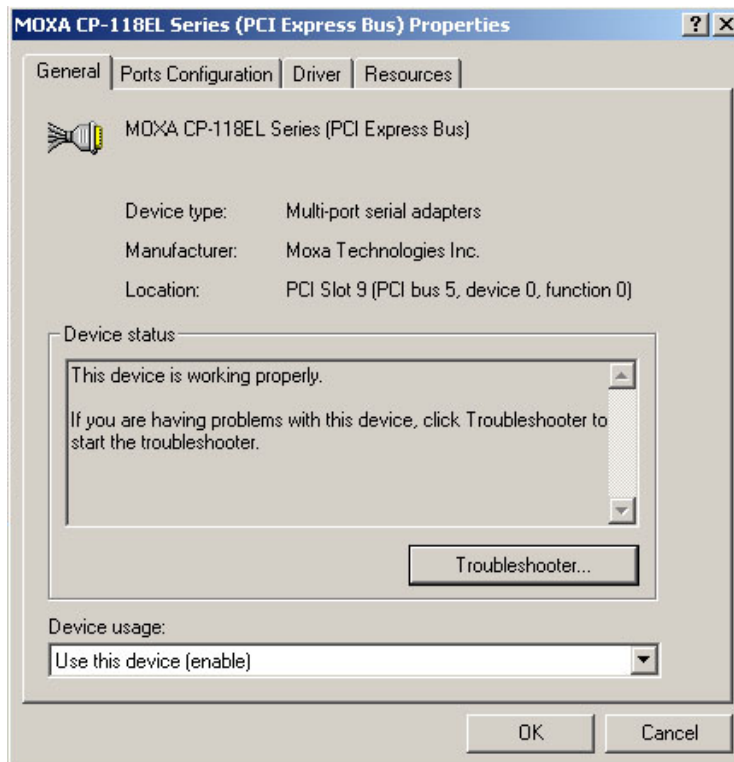 MOXA CP-118EL Series (PCI Express Bus) Properties
General
Ports Configuration
Driver
Resources
MOXA CP-118EL Series (PCI Express Bus)
Device type: Multi-port serial adapters
Manufacturer: Moxa Technologies Inc.
Location: PCI Slot 9 (PCI bus 5, device 0, function 0)
Device status
This device is working properly.
If you are having problems with this device, click Troubleshooter to
start the troubleshooter.
Troubleshooter...
Device usage:
Use this device (enable)
OK
Cancel